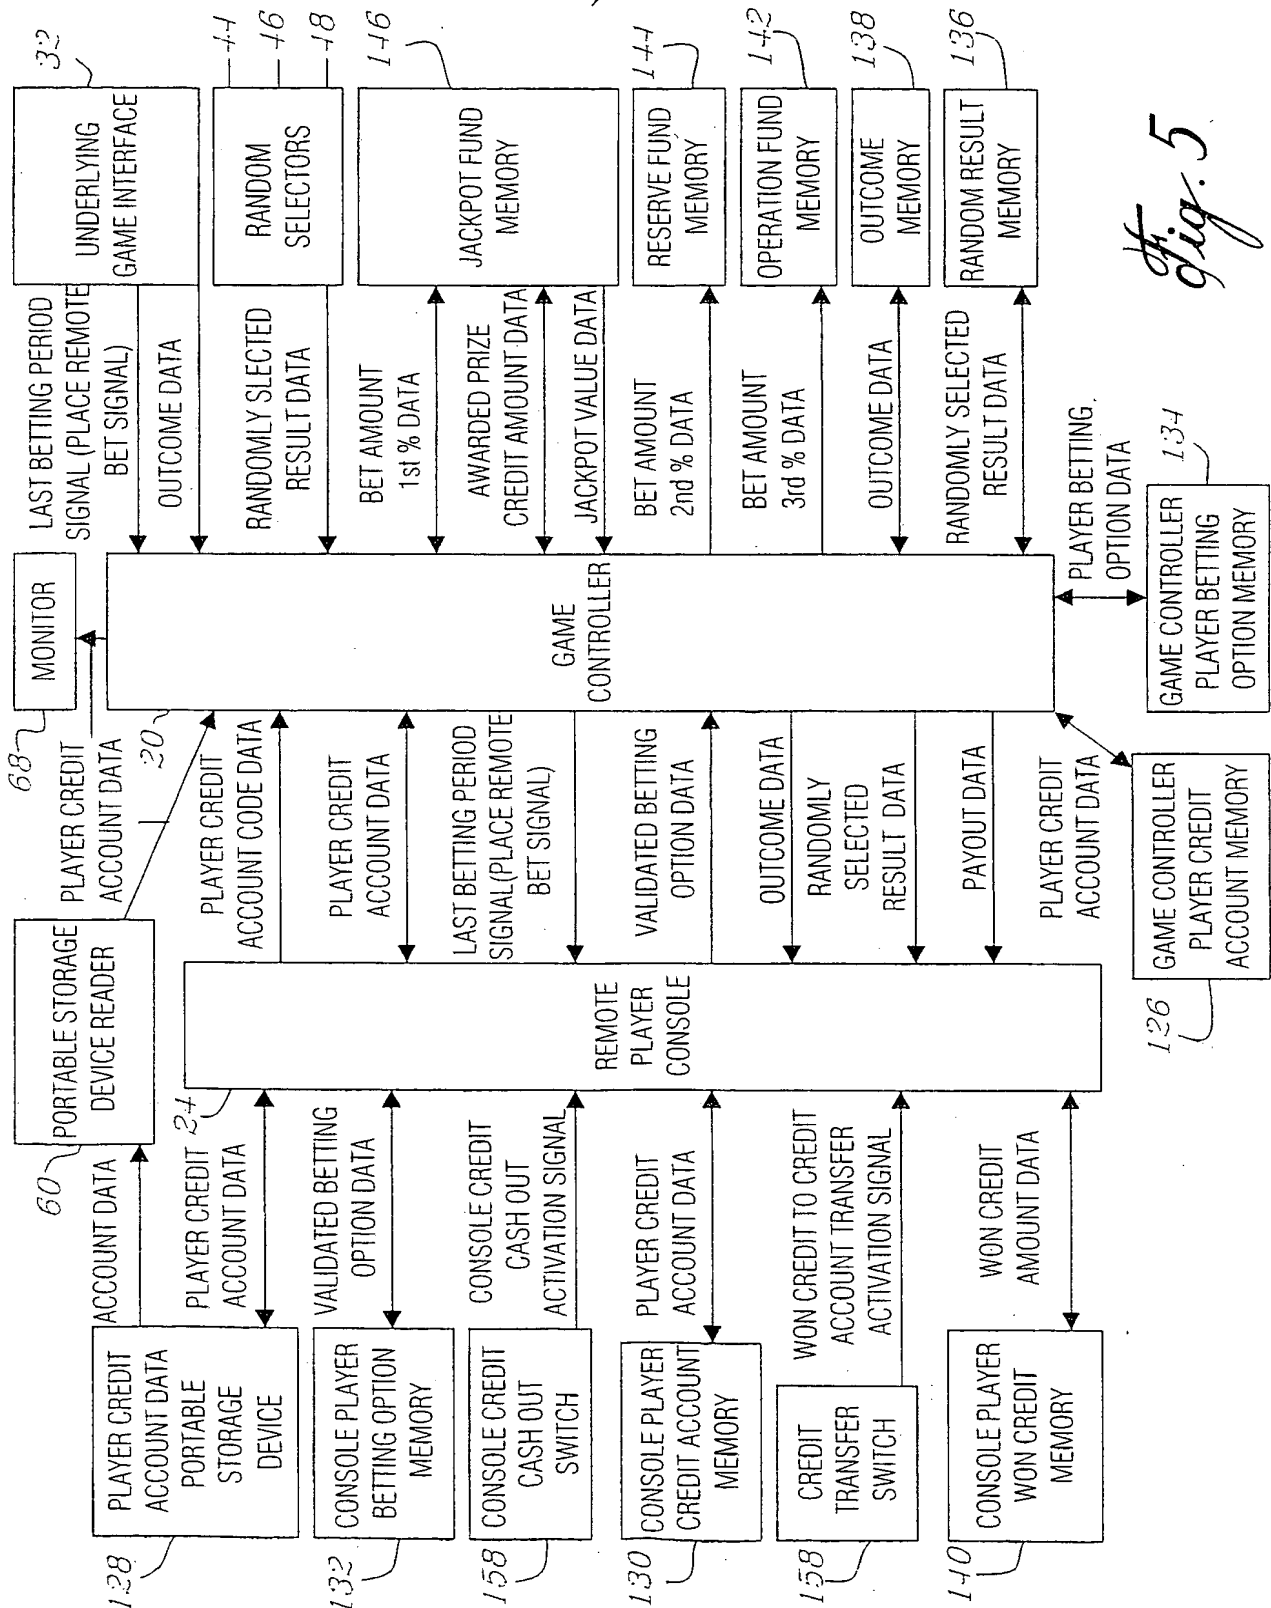 32
UNDERLYING
GAME INTERFACE
44
46
48
RANDOM
SELECTORS
146
JACKPOT FUND
MEMORY
144
RESERVE FUND
MEMORY
142
OPERATION FUND
MEMORY
138
OUTCOME
MEMORY
136
RANDOM RESULT
MEMORY
LAST BETTING PERIOD
SIGNAL (PLACE REMOTE
BET SIGNAL)
OUTCOME DATA
RANDOMLY SELECTED
RESULT DATA
BET AMOUNT
1st % DATA
AWARDED PRIZE
CREDIT AMOUNT DATA
JACKPOT VALUE DATA
BET AMOUNT
2nd % DATA
BET AMOUNT
3rd % DATA
OUTCOME DATA
RANDOMLY SELECTED
RESULT DATA
PLAYER BETTING
OPTION DATA
134
68
MONITOR
20
GAME
CONTROLLER
GAME CONTROLLER
PLAYER BETTING
OPTION MEMORY
PLAYER CREDIT
ACCOUNT DATA
PLAYER CREDIT
ACCOUNT CODE DATA
PLAYER CREDIT
ACCOUNT DATA
LAST BETTING PERIOD
SIGNAL(PLACE REMOTE
BET SIGNAL)
VALIDATED BETTING
OPTION DATA
OUTCOME DATA
RANDOMLY
SELECTED
RESULT DATA
PAYOUT DATA
PLAYER CREDIT
ACCOUNT DATA
GAME CONTROLLER
PLAYER CREDIT
ACCOUNT MEMORY
126
60
PORTABLE STORAGE
DEVICE READER
24
REMOTE
PLAYER
CONSOLE
ACCOUNT DATA
PLAYER CREDIT
ACCOUNT DATA
VALIDATED BETTING
OPTION DATA
CONSOLE CREDIT
CASH OUT
ACTIVATION SIGNAL
PLAYER CREDIT
ACCOUNT DATA
WON CREDIT TO CREDIT
ACCOUNT TRANSFER
ACTIVATION SIGNAL
WON CREDIT
AMOUNT DATA
PLAYER CREDIT
ACCOUNT DATA
PORTABLE
STORAGE
DEVICE
128
CONSOLE PLAYER
BETTING OPTION
MEMORY
132
CONSOLE CREDIT
CASH OUT
SWITCH
158
CONSOLE PLAYER
CREDIT ACCOUNT
MEMORY
130
CREDIT
TRANSFER
SWITCH
158
CONSOLE PLAYER
WON CREDIT
MEMORY
140
Fig. 5